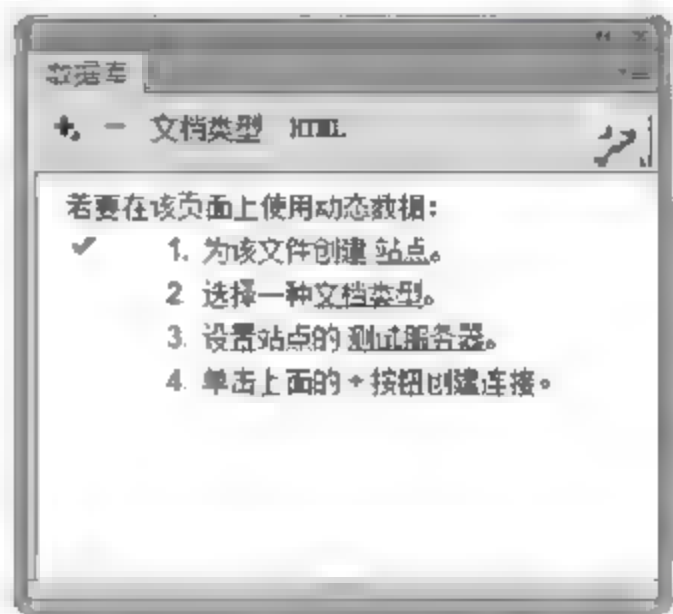 数据库
+ - 文档类型 HTML
若要在该页面上使用动态数据：
✔ 1. 为该文件创建 站点。
2 选择一种文档类型。
3. 设置站点的 测试服务器。
4. 单击上面的+按钮创建连接。